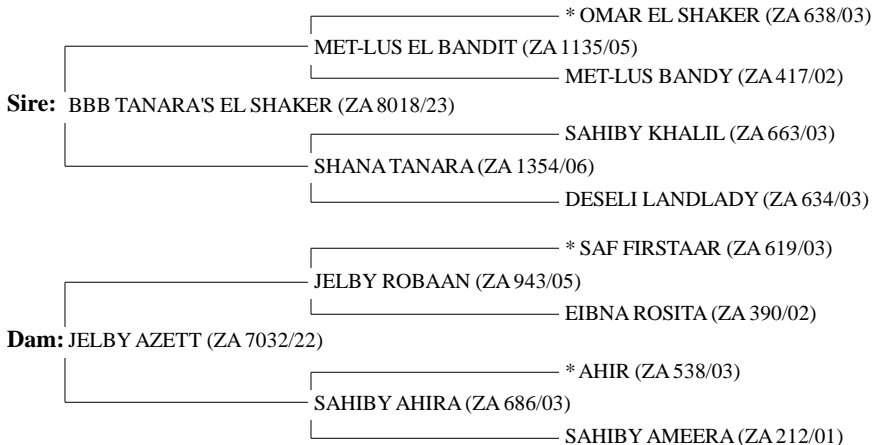 * OMAR EL SHAKER (ZA 638/03)
MET-LUS EL BANDIT (ZA 1135/05)
MET-LUS BANDY (ZA 417/02)
Sire: BBB TANARA'S EL SHAKER (ZA 8018/23)
SAHIBY KHALIL (ZA 663/03)
SHANA TANARA (ZA 1354/06)
DESELI LANDLADY (ZA 634/03)
* SAF FIRSTAAR (ZA 619/03)
JELBY ROBAAN (ZA 943/05)
EIBNA ROSITA (ZA 390/02)
Dam: JELBY AZETT (ZA 7032/22)
* AHIR (ZA 538/03)
SAHIBY AHIRA (ZA 686/03)
SAHIBY AMEERA (ZA 212/01)